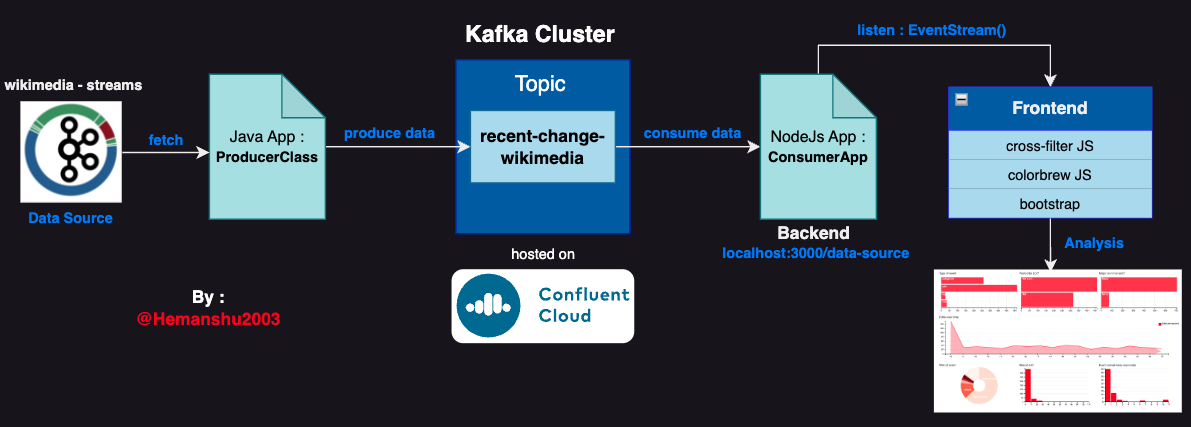 Kafka Cluster
listen : EventStream()
wikimedia - streams
fetch
Data Source
Java App :
ProducerClass
produce data
Topic
recent-change-
wikimedia
consume data
NodeJs App :
ConsumerApp
Frontend
cross-filter JS
colorbrew JS
bootstrap
Backend
localhost:3000/data-source
Analysis
hosted on
Confluent
Cloud
By :
@Hemanshu2003